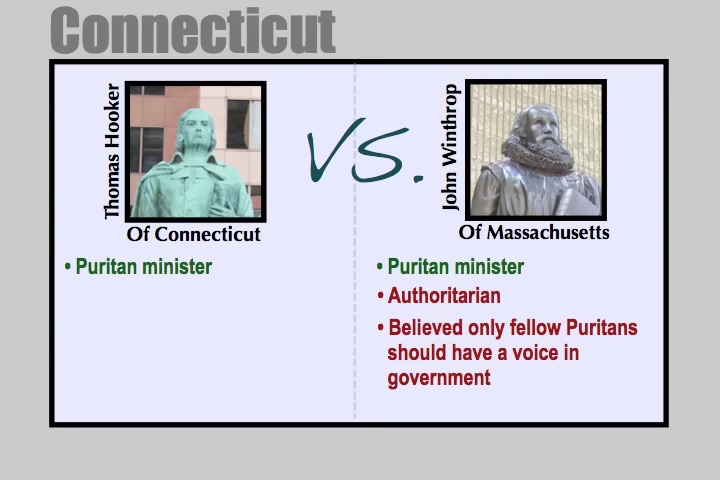 Connecticut
Thomas Hooker
vs.
John Winthrop
Of Connecticut
Of Massachusetts
• Puritan minister
• Puritan minister
• Authoritarian
• Believed only fellow Puritans
should have a voice in
government